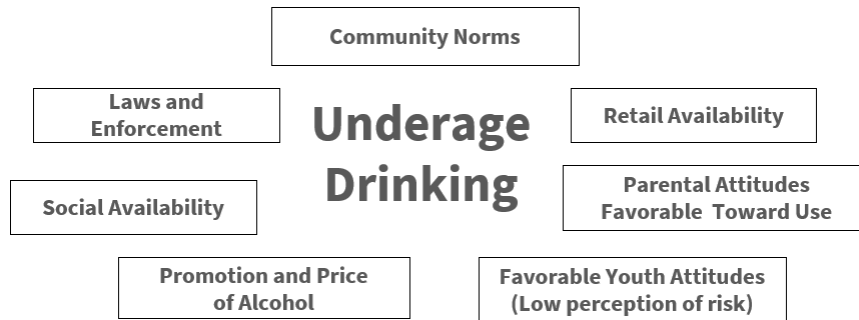 Community Norms
Laws and
Enforcement
Underage
Drinking
Retail Availability
Social Availability
Parental Attitudes
Favorable Toward Use
Promotion and Price
of Alcohol
Favorable Youth Attitudes
(Low perception of risk)